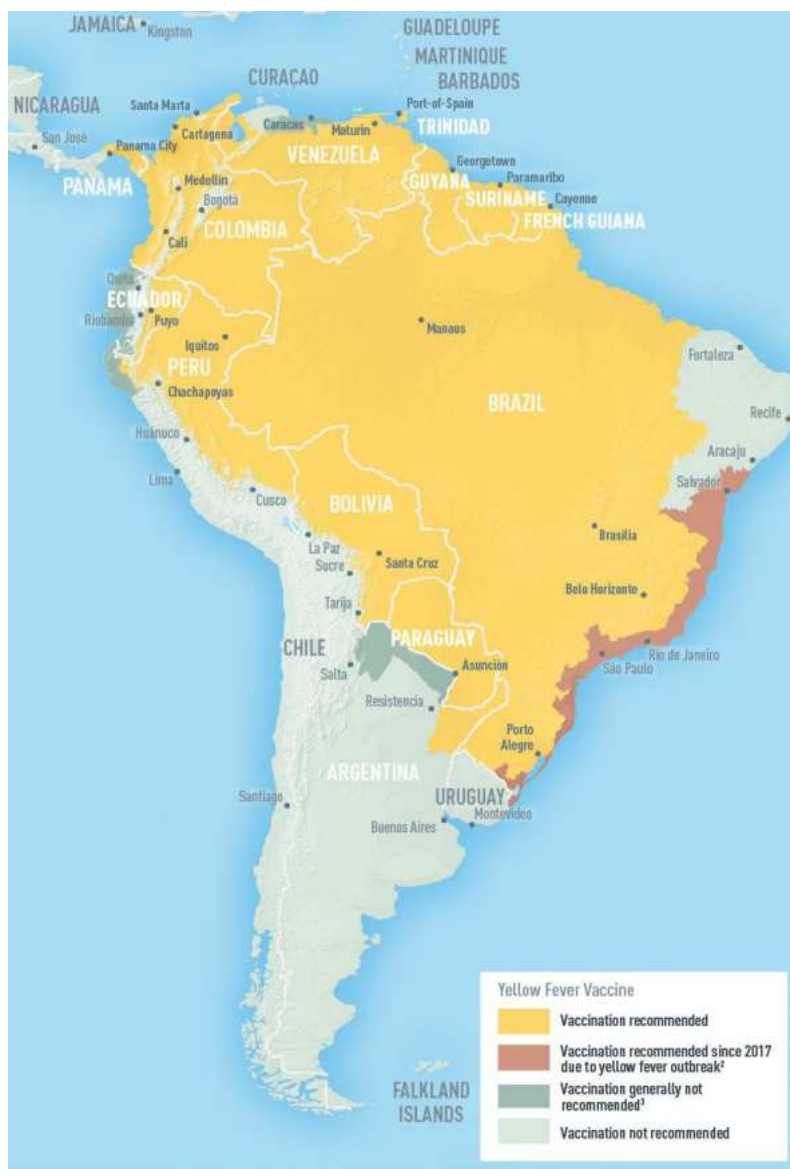 JAMAICA
Kingston
GUADELOUPE
MARTINIQUE
BARBADOS
CURAÇAO
NICARAGUA
Santa Marta
Port-of-Spain
Caracas
Maturin
TRINIDAD
San José
Cartagena
Panama City
VENEZUELA
Georgetown
PANAMA
Medellin
GUYANA
Paramaribo
Bogotá
SURINAME
Cayenne
COLOMBIA
FRENCH GUIANA
Cali
Quito
ECUADOR
Riobamba
Puyo
Manaus
Iquitos
Fortaleza
PERU
Chachapoyas
BRAZIL
Recife
Huánuco
Aracaju
Lima
Salvador
Cusco
BOLIVIA
Brasilia
La Paz
Santa Cruz
Sucre
Belo Horizonte
Tarija
PARAGUAY
CHILE
Rio de Janeiro
São Paulo
Salta
Asunción
Resistencia
Porto
Alegre
ARGENTINA
URUGUAY
Santiago
Montevideo
Buenos Aires
Yellow Fever Vaccine
Vaccination recommended
Vaccination recommended since 2017
due to yellow fever outbreak²
Vaccination generally not
recommended³
Vaccination not recommended
FALKLAND
ISLANDS